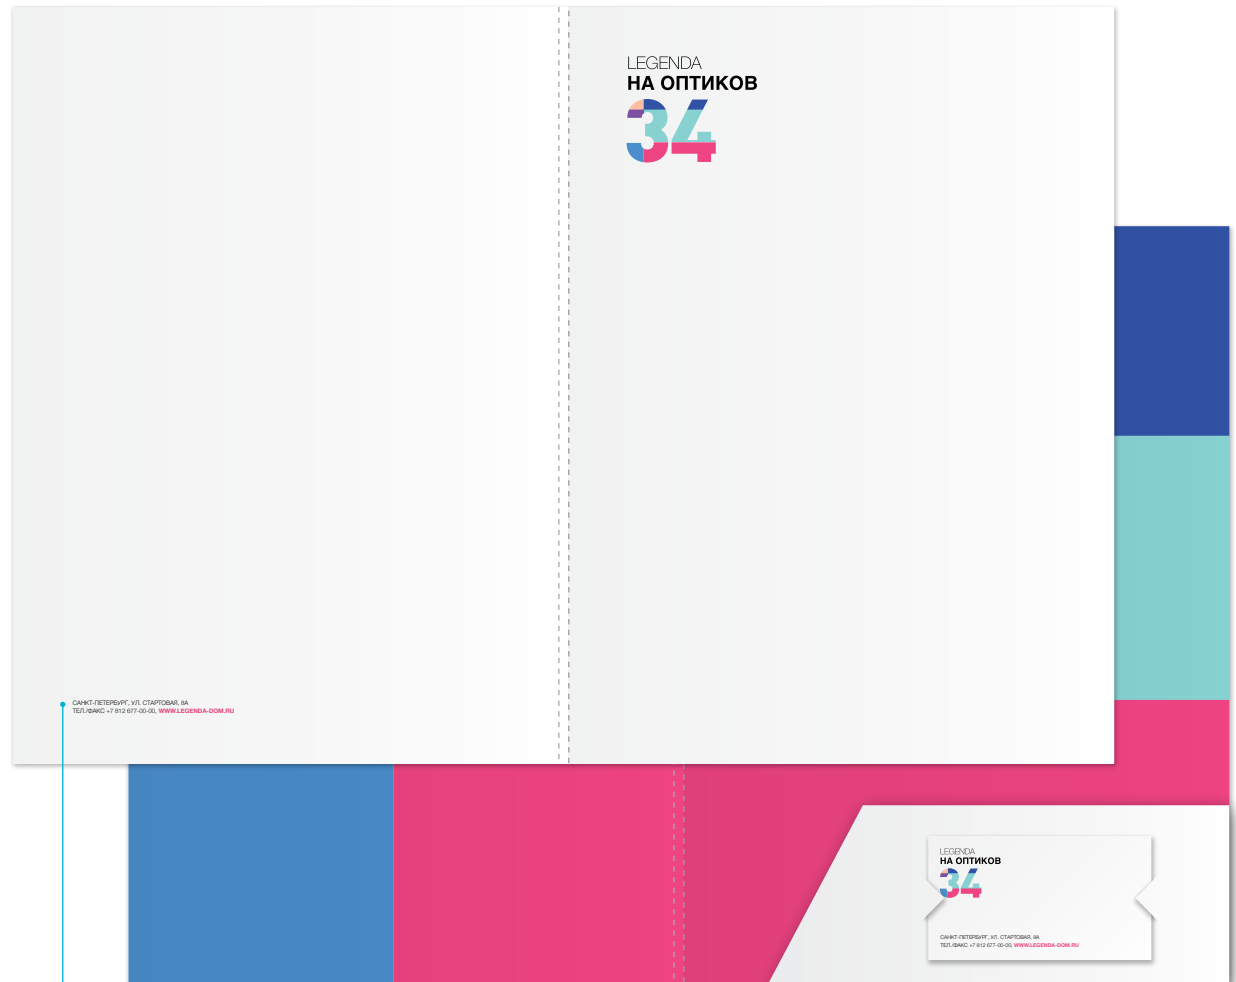 LEGENDA
НА ОПТИКОВ
34
САНКТ-ПЕТЕРБУРГ, УЛ. СТАРТОВАЯ, 8А
ТЕЛ./ФАКС +7 812 677-00-00, WWW.LEGENDA-DOM.RU
LEGENDA
НА ОПТИКОВ
34
САНКТ-ПЕТЕРБУРГ, УЛ. СТАРТОВАЯ, 8А
ТЕЛ./ФАКС +7 812 677-00-00, WWW.LEGENDA-DOM.RU